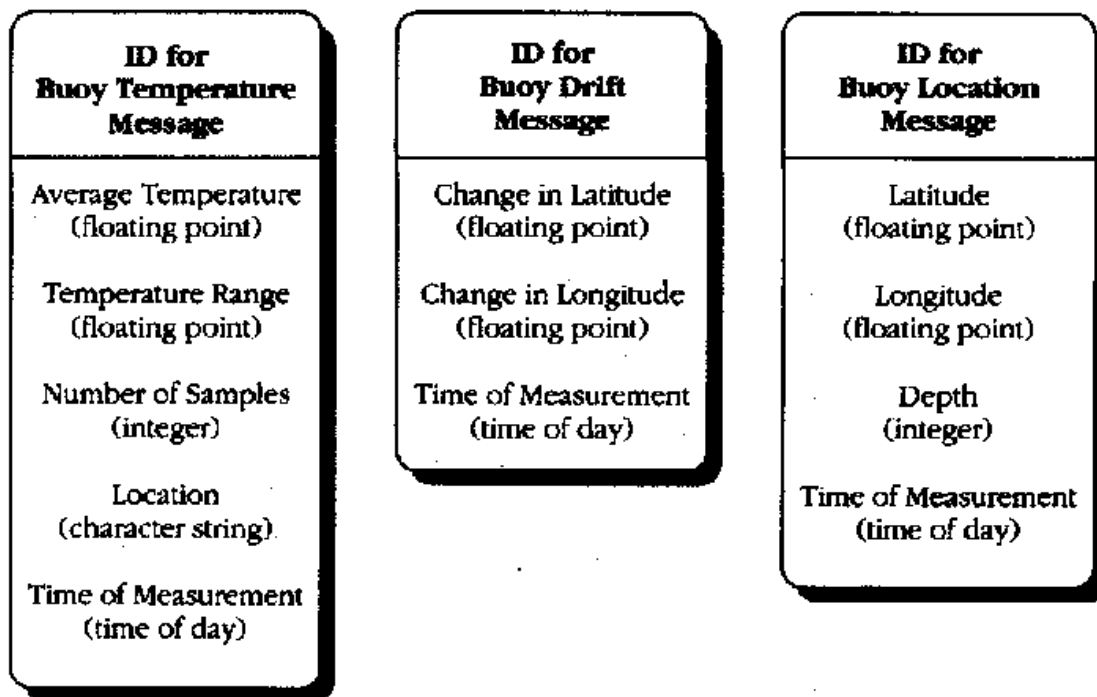 ID for
Buoy Temperature
Message
Average Temperature
(floating point)
Temperature Range
(floating point)
Number of Samples
(integer)
Location
(character string)
Time of Measurement
(time of day)
ID for
Buoy Drift
Message
Change in Latitude
(floating point)
Change in Longitude
(floating point)
Time of Measurement
(time of day)
ID for
Buoy Location
Message
Latitude
(floating point)
Longitude
(floating point)
Depth
(integer)
Time of Measurement
(time of day)